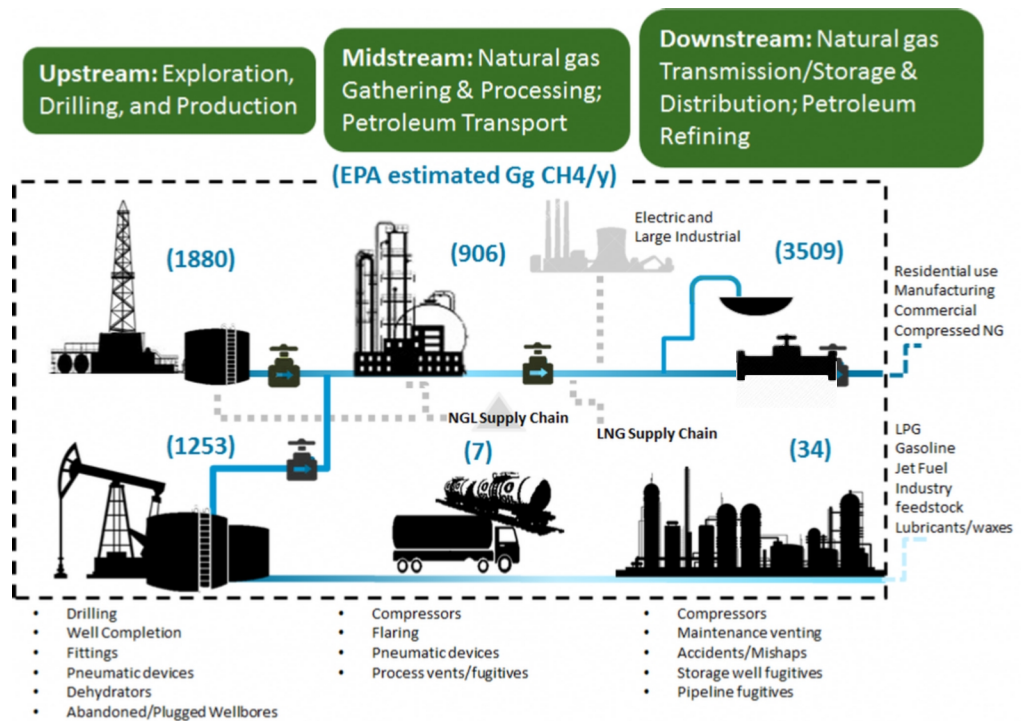 Upstream: Exploration,
Drilling, and Production
Midstream: Natural gas
Gathering & Processing;
Petroleum Transport
Downstream: Natural gas
Transmission/Storage &
Distribution; Petroleum
Refining
(EPA estimated Gg CH4/y)
(1880)
(906)
Electric and
Large Industrial
(3509)
Residential use
Manufacturing
Commercial
Compressed NG
NGL Supply Chain
LNG Supply Chain
(1253)
(7)
(34)
LPG
Gasoline
Jet Fuel
Industry
feedstock
Lubricants/waxes
• Drilling
• Well Completion
• Fittings
• Pneumatic devices
• Dehydrators
• Abandoned/Plugged Wellbores
• Compressors
• Flaring
• Pneumatic devices
• Process vents/fugitives
• Compressors
• Maintenance venting
• Accidents/Mishaps
• Storage well fugitives
• Pipeline fugitives